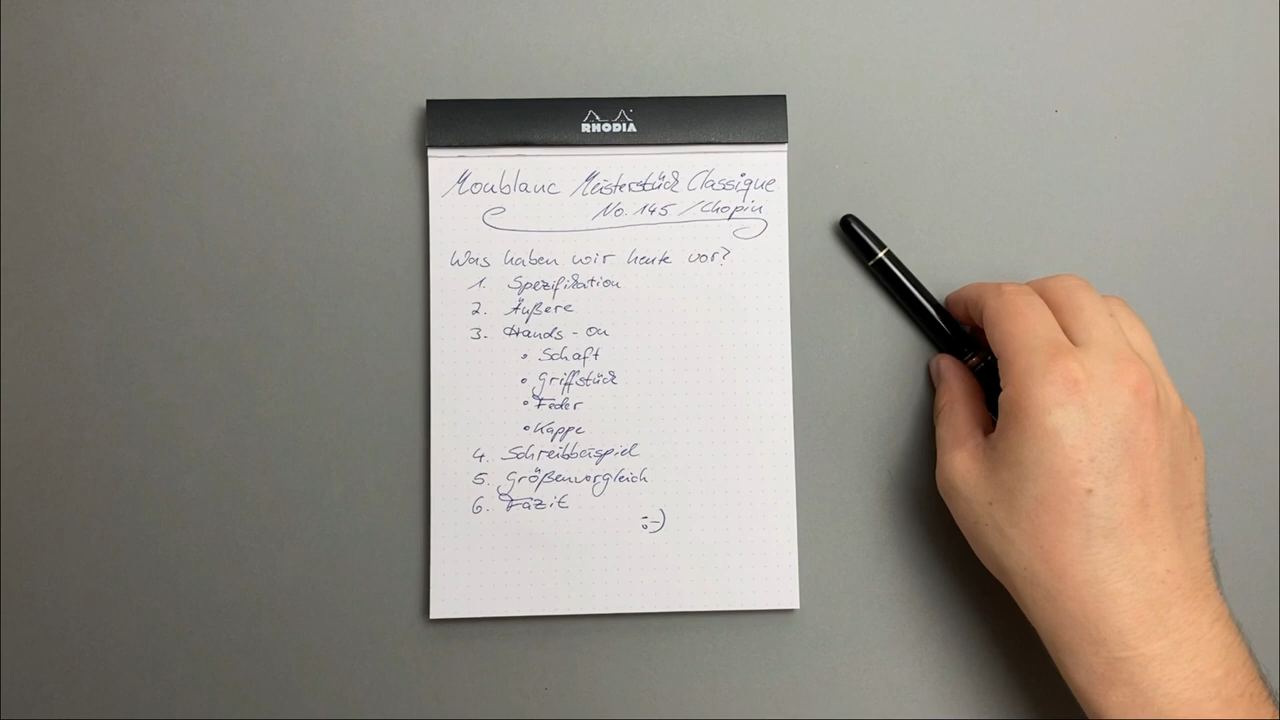 RHODIA
Monblanc Meisterstück Classique
No. 145 / Chopin
Was haben wir heute vor?
1. Spezifikation
2. Äußere
3. Hands-on
• Schaft
• Griffstück
• Feder
• Kappe
4. Schreibbeispiel
5. Größenvergleich
6. Fazit
:-)